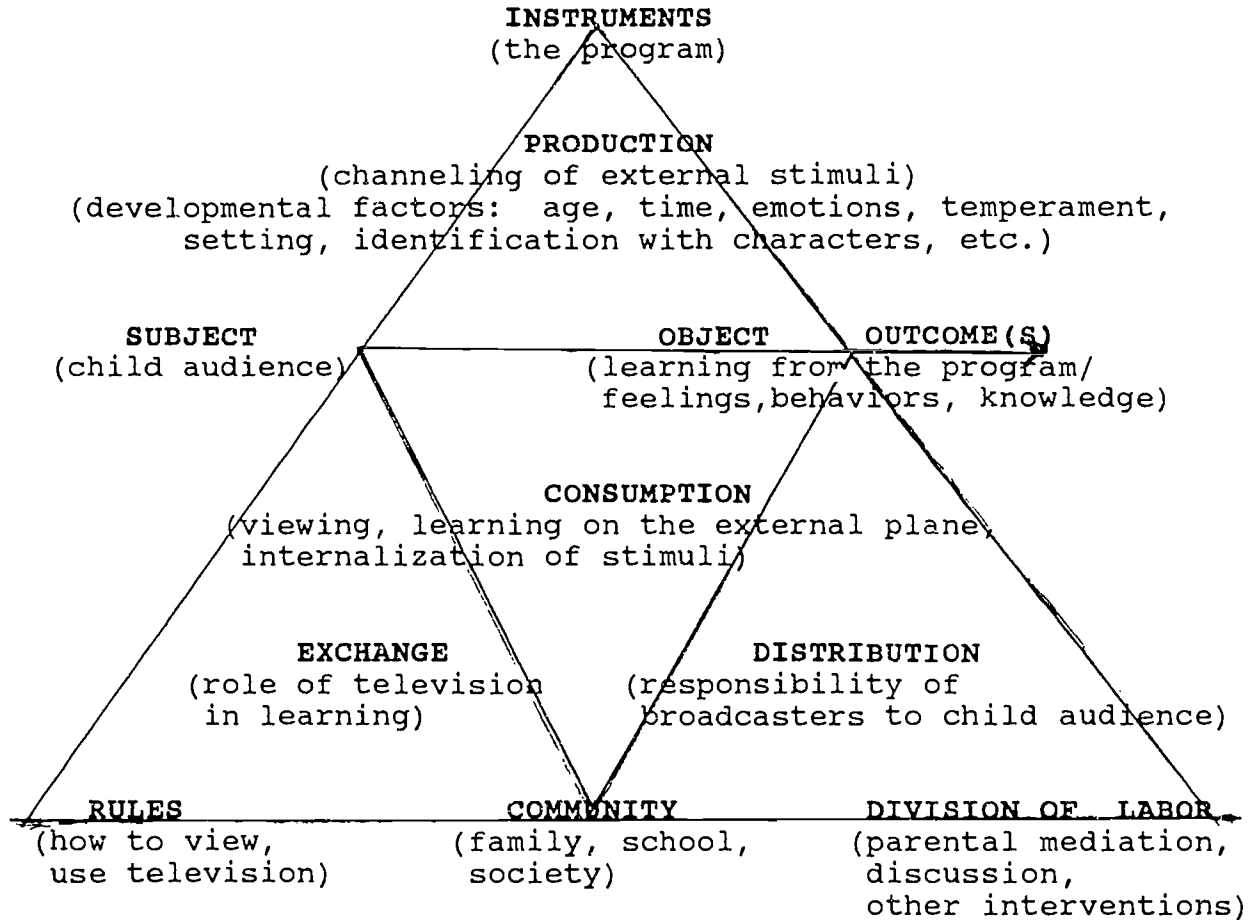 INSTRUMENTS
(the program)
PRODUCTION
(channeling of external stimuli)
(developmental factors: age, time, emotions, temperament,
setting, identification with characters, etc.)
SUBJECT OBJECT OUTCOME(S)
(child audience) (learning from the program/
feelings,behaviors, knowledge)
CONSUMPTION
(viewing, learning on the external plane,
internalization of stimuli)
EXCHANGE DISTRIBUTION
(role of television (responsibility of
in learning) broadcasters to child audience)
RULES COMMUNITY DIVISION OF LABOR
(how to view, (family, school, (parental mediation,
use television) society) discussion,
other interventions)